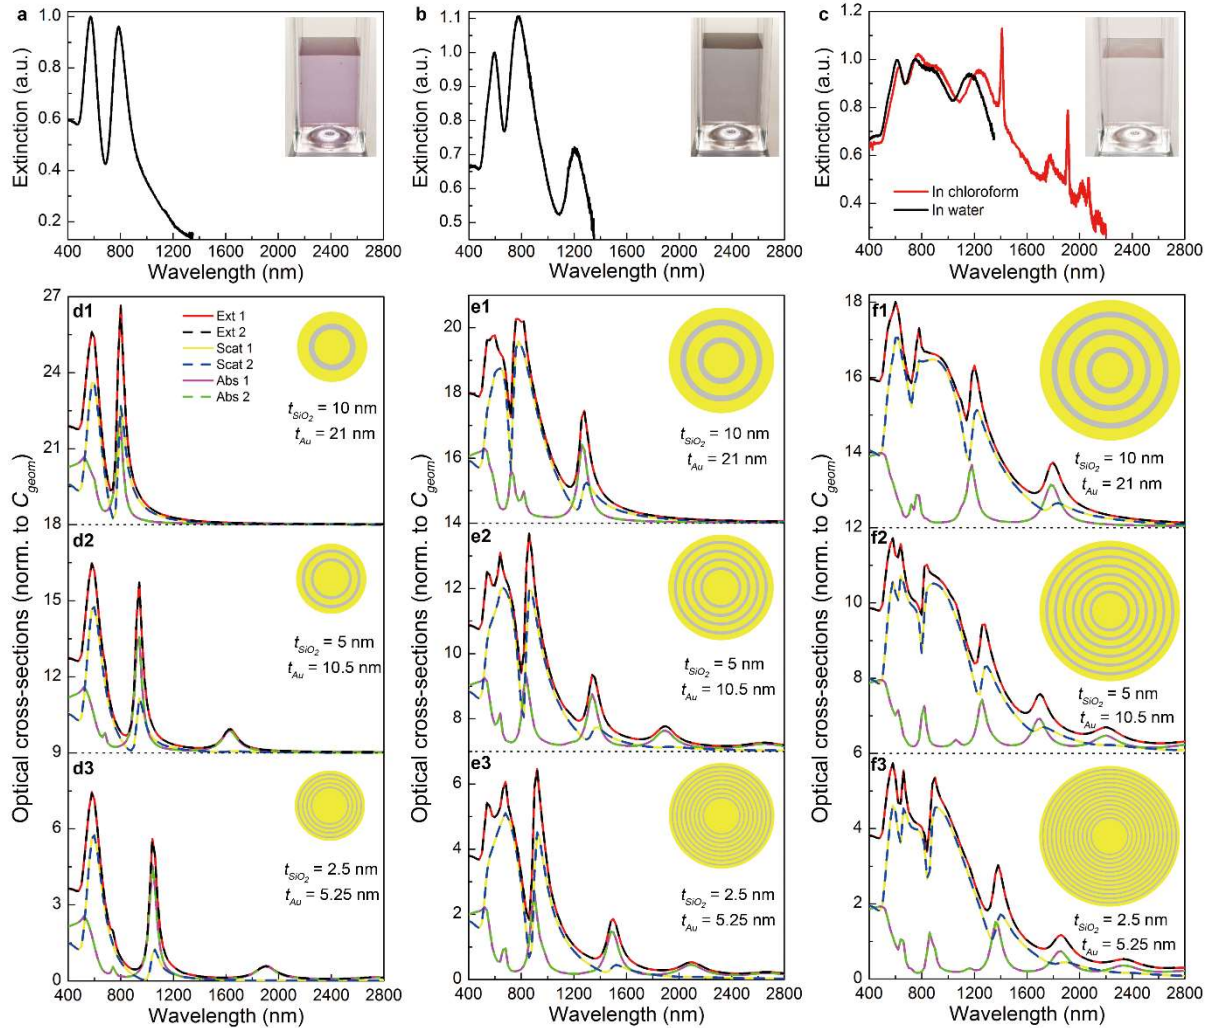 a
Extinction (a.u.)
1.0
0.8
0.6
0.4
0.2
400 800 1200 1600 2000 2400 2800
Wavelength (nm)
b
Extinction (a.u.)
1.1
1.0
0.9
0.8
0.7
0.6
0.5
400 800 1200 1600 2000 2400 2800
Wavelength (nm)
c
Extinction (a.u.)
1.2
1.0
0.8
0.6
0.4
In chloroform
In water
400 800 1200 1600 2000 2400 2800
Wavelength (nm)
Optical cross-sections (norm. to C_geom)
27
24
21
18
15
12
9
6
3
0
d1
Ext 1
Ext 2
Scat 1
Scat 2
Abs 1
Abs 2
t_SiO2 = 10 nm
t_Au = 21 nm
d2
t_SiO2 = 5 nm
t_Au = 10.5 nm
d3
t_SiO2 = 2.5 nm
t_Au = 5.25 nm
400 800 1200 1600 2000 2400 2800
Wavelength (nm)
Optical cross-sections (norm. to C_geom)
20
18
16
14
12
10
8
6
4
2
0
e1
t_SiO2 = 10 nm
t_Au = 21 nm
e2
t_SiO2 = 5 nm
t_Au = 10.5 nm
e3
t_SiO2 = 2.5 nm
t_Au = 5.25 nm
400 800 1200 1600 2000 2400 2800
Wavelength (nm)
Optical cross-sections (norm. to C_geom)
18
16
14
12
10
8
6
4
2
0
f1
t_SiO2 = 10 nm
t_Au = 21 nm
f2
t_SiO2 = 5 nm
t_Au = 10.5 nm
f3
t_SiO2 = 2.5 nm
t_Au = 5.25 nm
400 800 1200 1600 2000 2400 2800
Wavelength (nm)